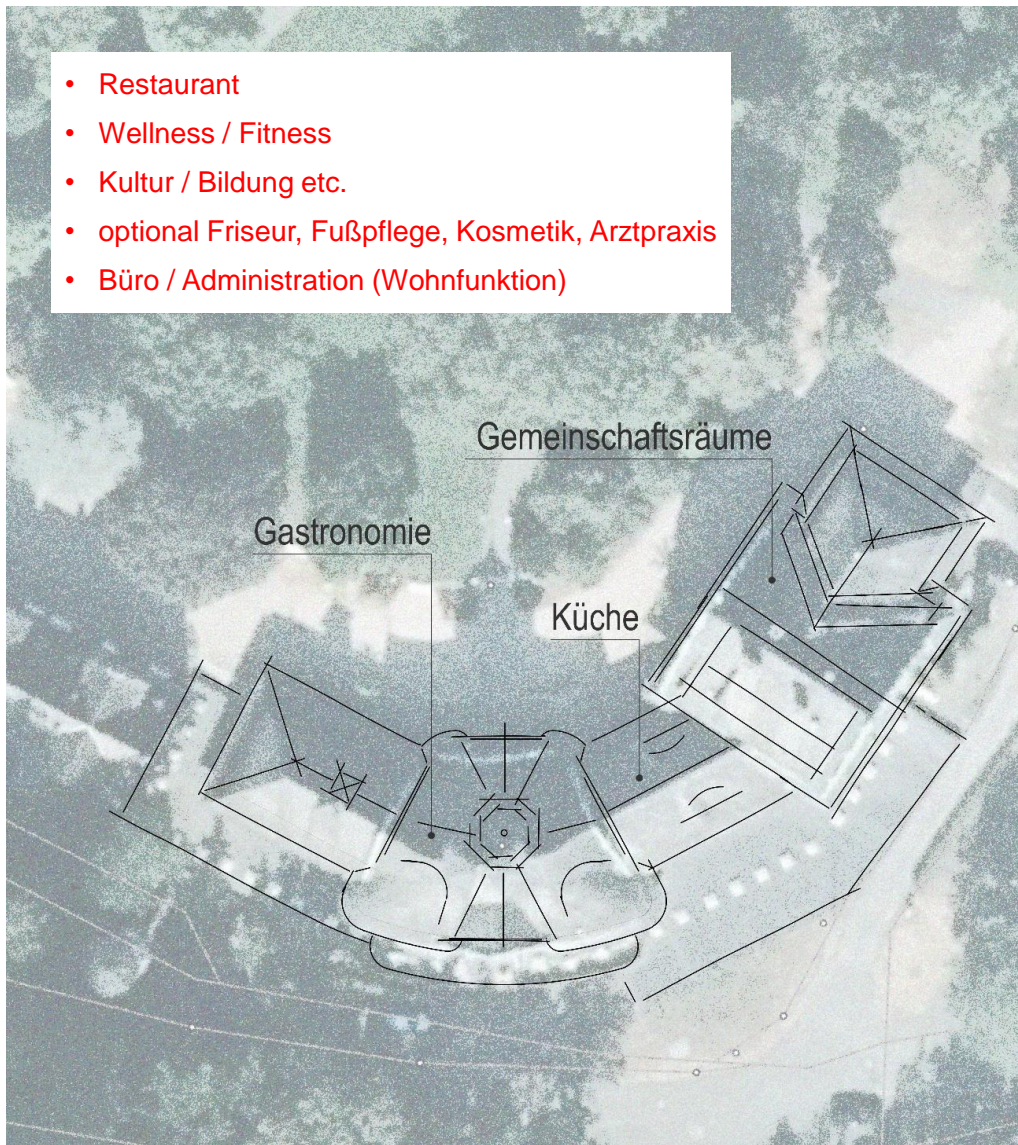 • Restaurant
• Wellness / Fitness
• Kultur / Bildung etc.
• optional Friseur, Fußpflege, Kosmetik, Arztpraxis
• Büro / Administration (Wohnfunktion)
Gemeinschaftsräume
Gastronomie
Küche